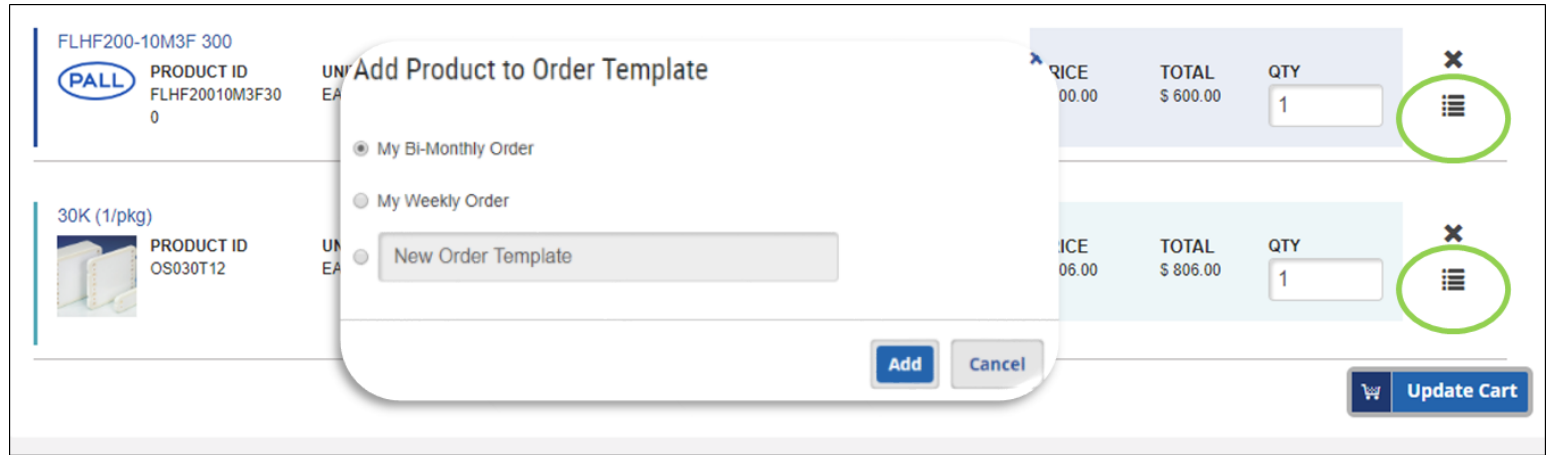 FLHF200-10M3F 300
PALL
PRODUCT ID
FLHF20010M3F30
0
Add Product to Order Template
My Bi-Monthly Order
My Weekly Order
New Order Template
Add
Cancel
TOTAL
$ 600.00
QTY
1
30K (1/pkg)
PRODUCT ID
OS030T12
TOTAL
$ 806.00
QTY
1
Update Cart